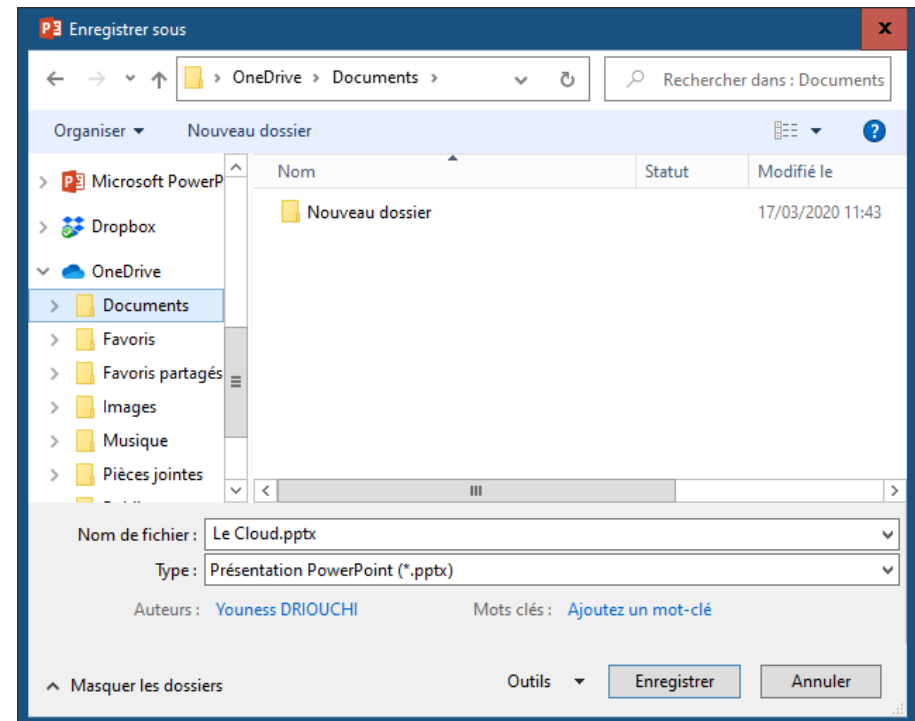 Enregistrer sous
OneDrive > Documents >
Rechercher dans : Documents
Organiser
Nouveau dossier
Nom
Statut
Modifié le
Microsoft PowerP
Dropbox
OneDrive
Documents
Favoris
Favoris partagés
Images
Musique
Pièces jointes
Nouveau dossier
17/03/2020 11:43
Nom de fichier : Le Cloud.pptx
Type : Présentation PowerPoint (*.pptx)
Auteurs : Youness DRIOUCHI
Mots clés : Ajoutez un mot-clé
Masquer les dossiers
Outils
Enregistrer
Annuler